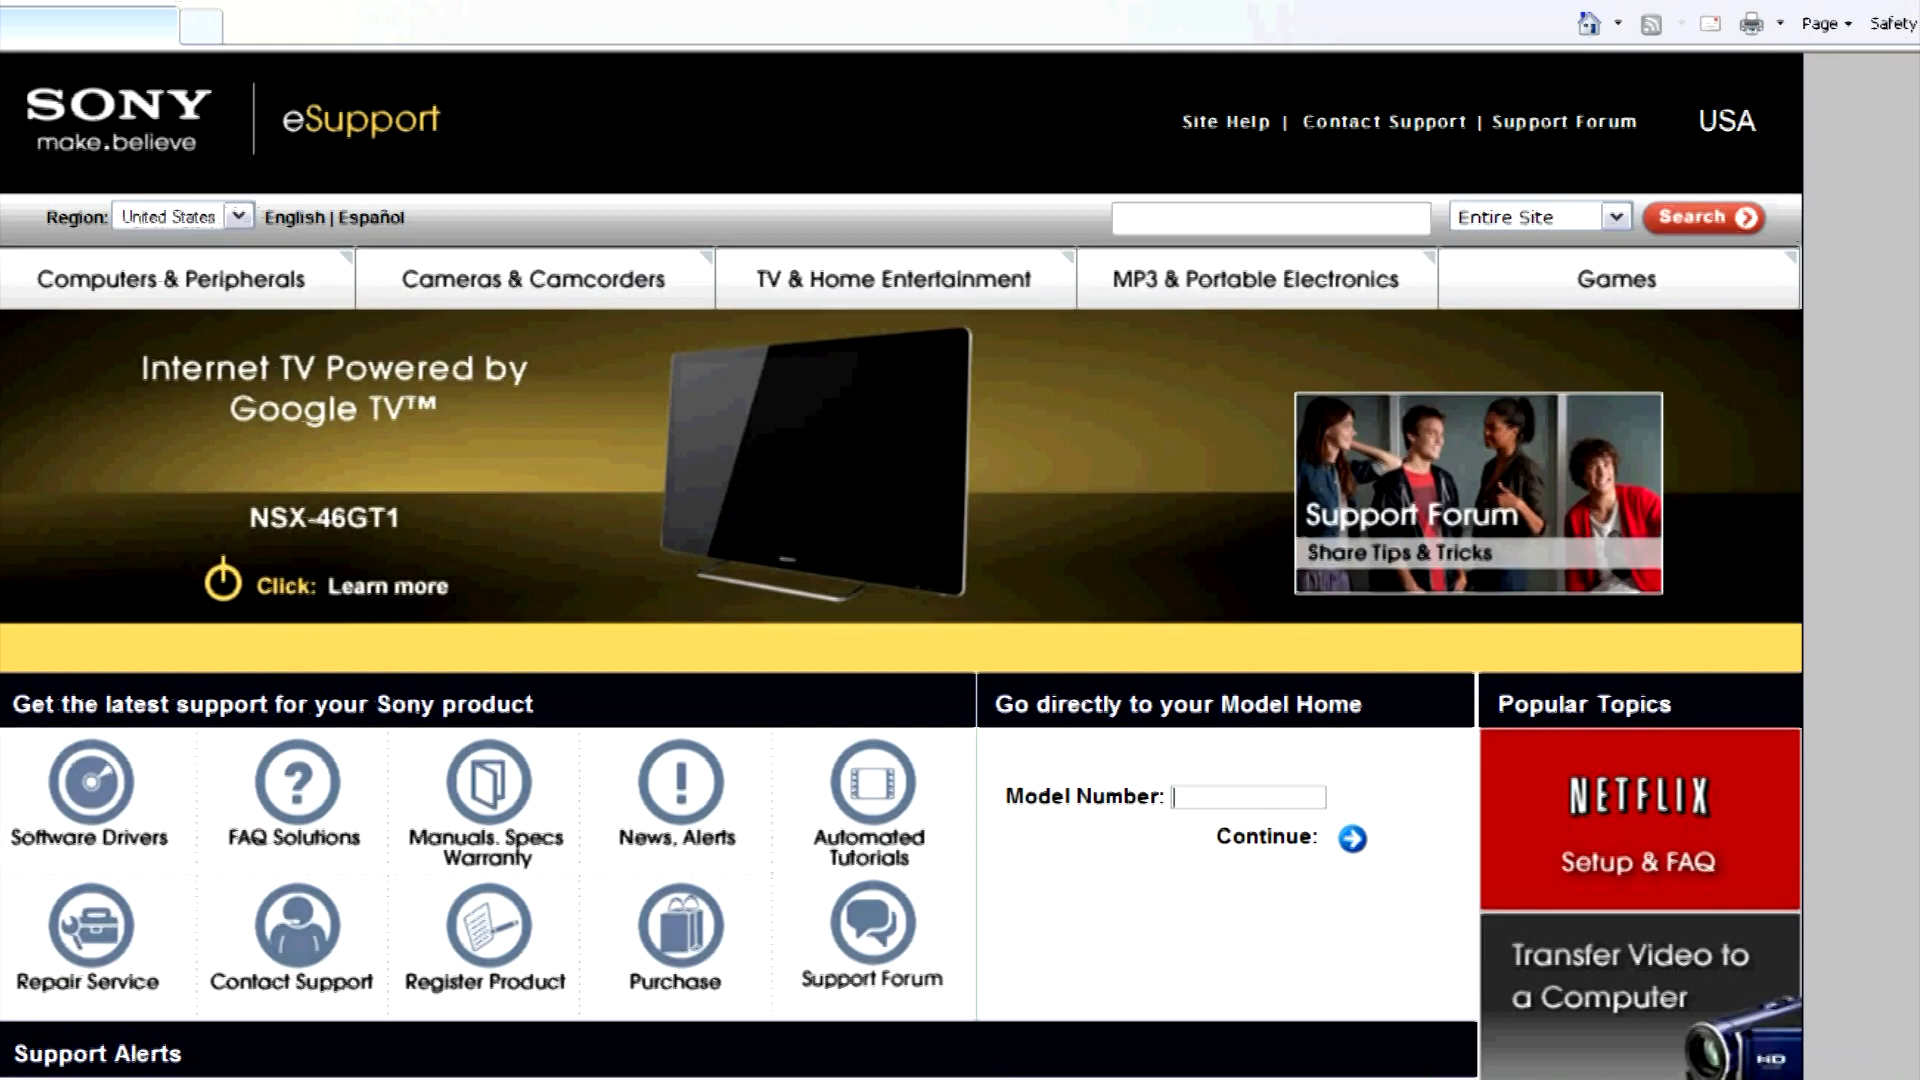 Page
Safety
SONY
make.believe
eSupport
Site Help | Contact Support | Support Forum
USA
Region: United States English | Español
Entire Site
Search
Computers & Peripherals
Cameras & Camcorders
TV & Home Entertainment
MP3 & Portable Electronics
Games
Internet TV Powered by
Google TV™
NSX-46GT1
Click: Learn more
Support Forum
Share Tips & Tricks
Get the latest support for your Sony product
Go directly to your Model Home
Popular Topics
Software Drivers
FAQ Solutions
Manuals. Specs
Warranty
News, Alerts
Automated
Tutorials
Repair Service
Contact Support
Register Product
Purchase
Support Forum
Model Number:
Continue:
NETFLIX
Setup & FAQ
Transfer Video to
a Computer
HD
Support Alerts